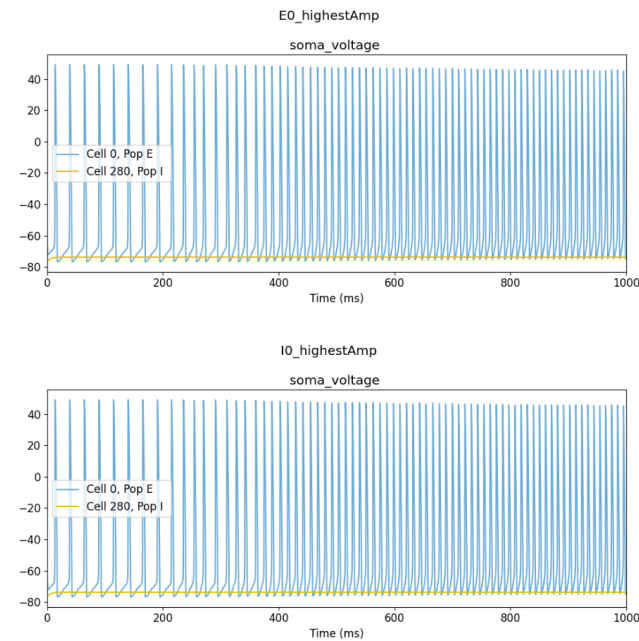 E0_highestAmp
soma_voltage
40
20
0
−20
−40
−60
−80
Cell 0, Pop E
Cell 280, Pop I
0 200 400 600 800 1000
Time (ms)
I0_highestAmp
soma_voltage
40
20
0
−20
−40
−60
−80
Cell 0, Pop E
Cell 280, Pop I
0 200 400 600 800 1000
Time (ms)